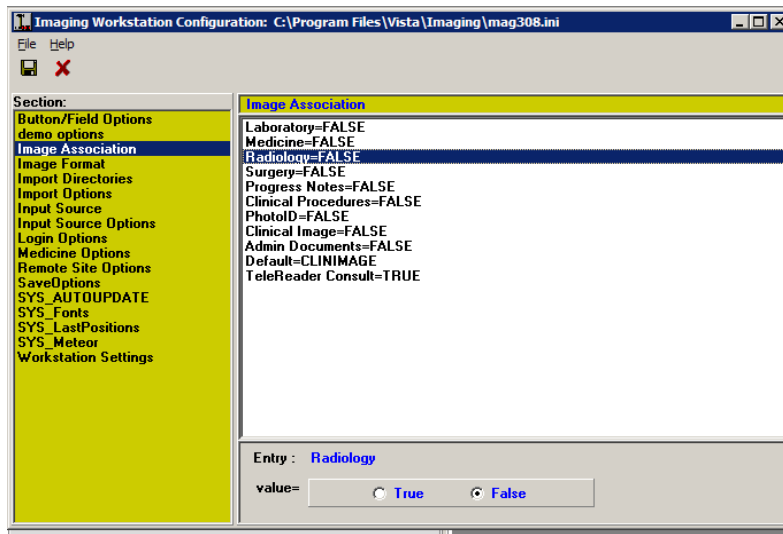 Imaging Workstation Configuration: C:\Program Files\Vista\Imaging\mag308.ini
File Help
Section:
Button/Field Options
demo options
Image Association
Image Format
Import Directories
Import Options
Input Source
Input Source Options
Login Options
Medicine Options
Remote Site Options
SaveOptions
SYS_AUTOUPDATE
SYS_Fonts
SYS_LastPositions
SYS_Meteor
Workstation Settings
Image Association
Laboratory=FALSE
Medicine=FALSE
Radiology=FALSE
Surgery=FALSE
Progress Notes=FALSE
Clinical Procedures=FALSE
PhotoID=FALSE
Clinical Image=FALSE
Admin Documents=FALSE
Default=CLINIMAGE
TeleReader Consult=TRUE
Entry : Radiology
value= True False